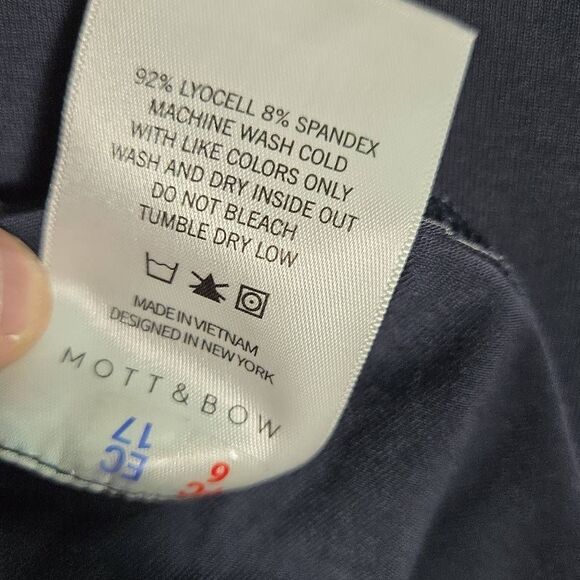 92% LYOCELL 8% SPANDEX
MACHINE WASH COLD
WITH LIKE COLORS ONLY
WASH AND DRY INSIDE OUT
DO NOT BLEACH
TUMBLE DRY LOW
MADE IN VIETNAM
DESIGNED IN NEW YORK
MOTT & BOW
EC
17